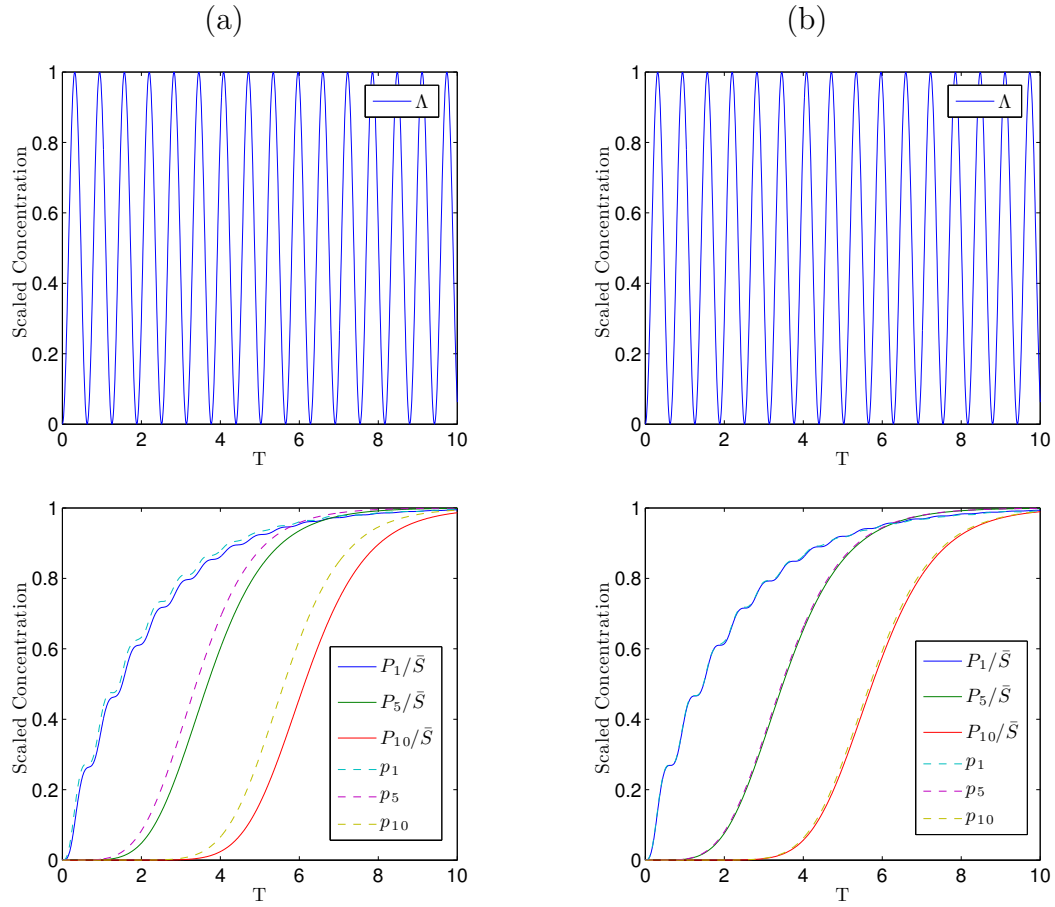 (a)
(b)
Scaled Concentration
1
0.8
0.6
0.4
0.2
0
0 2 4 6 8 10
T
Λ
Scaled Concentration
1
0.8
0.6
0.4
0.2
0
0 2 4 6 8 10
T
Λ
Scaled Concentration
1
0.8
0.6
0.4
0.2
0
0 2 4 6 8 10
T
P₁/S̄
P₅/S̄
P₁₀/S̄
p₁
p₅
p₁₀
Scaled Concentration
1
0.8
0.6
0.4
0.2
0
0 2 4 6 8 10
T
P₁/S̄
P₅/S̄
P₁₀/S̄
p₁
p₅
p₁₀